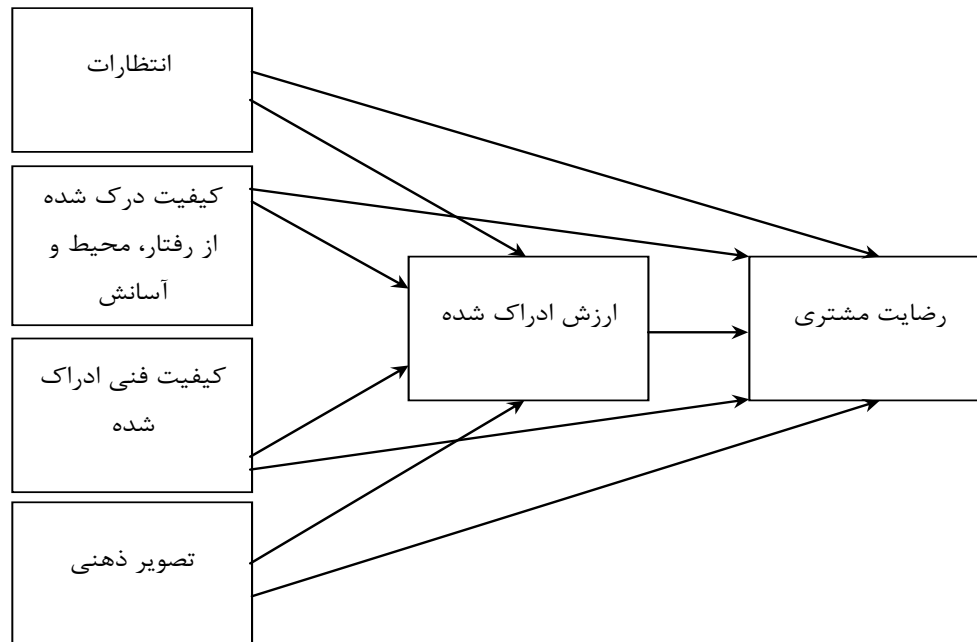 انتظارات
کیفیت درک شده
از رفتار، محیط و
آسانش
ارزش ادراک شده
رضایت مشتری
کیفیت فنی ادراک
شده
تصویر ذهنی